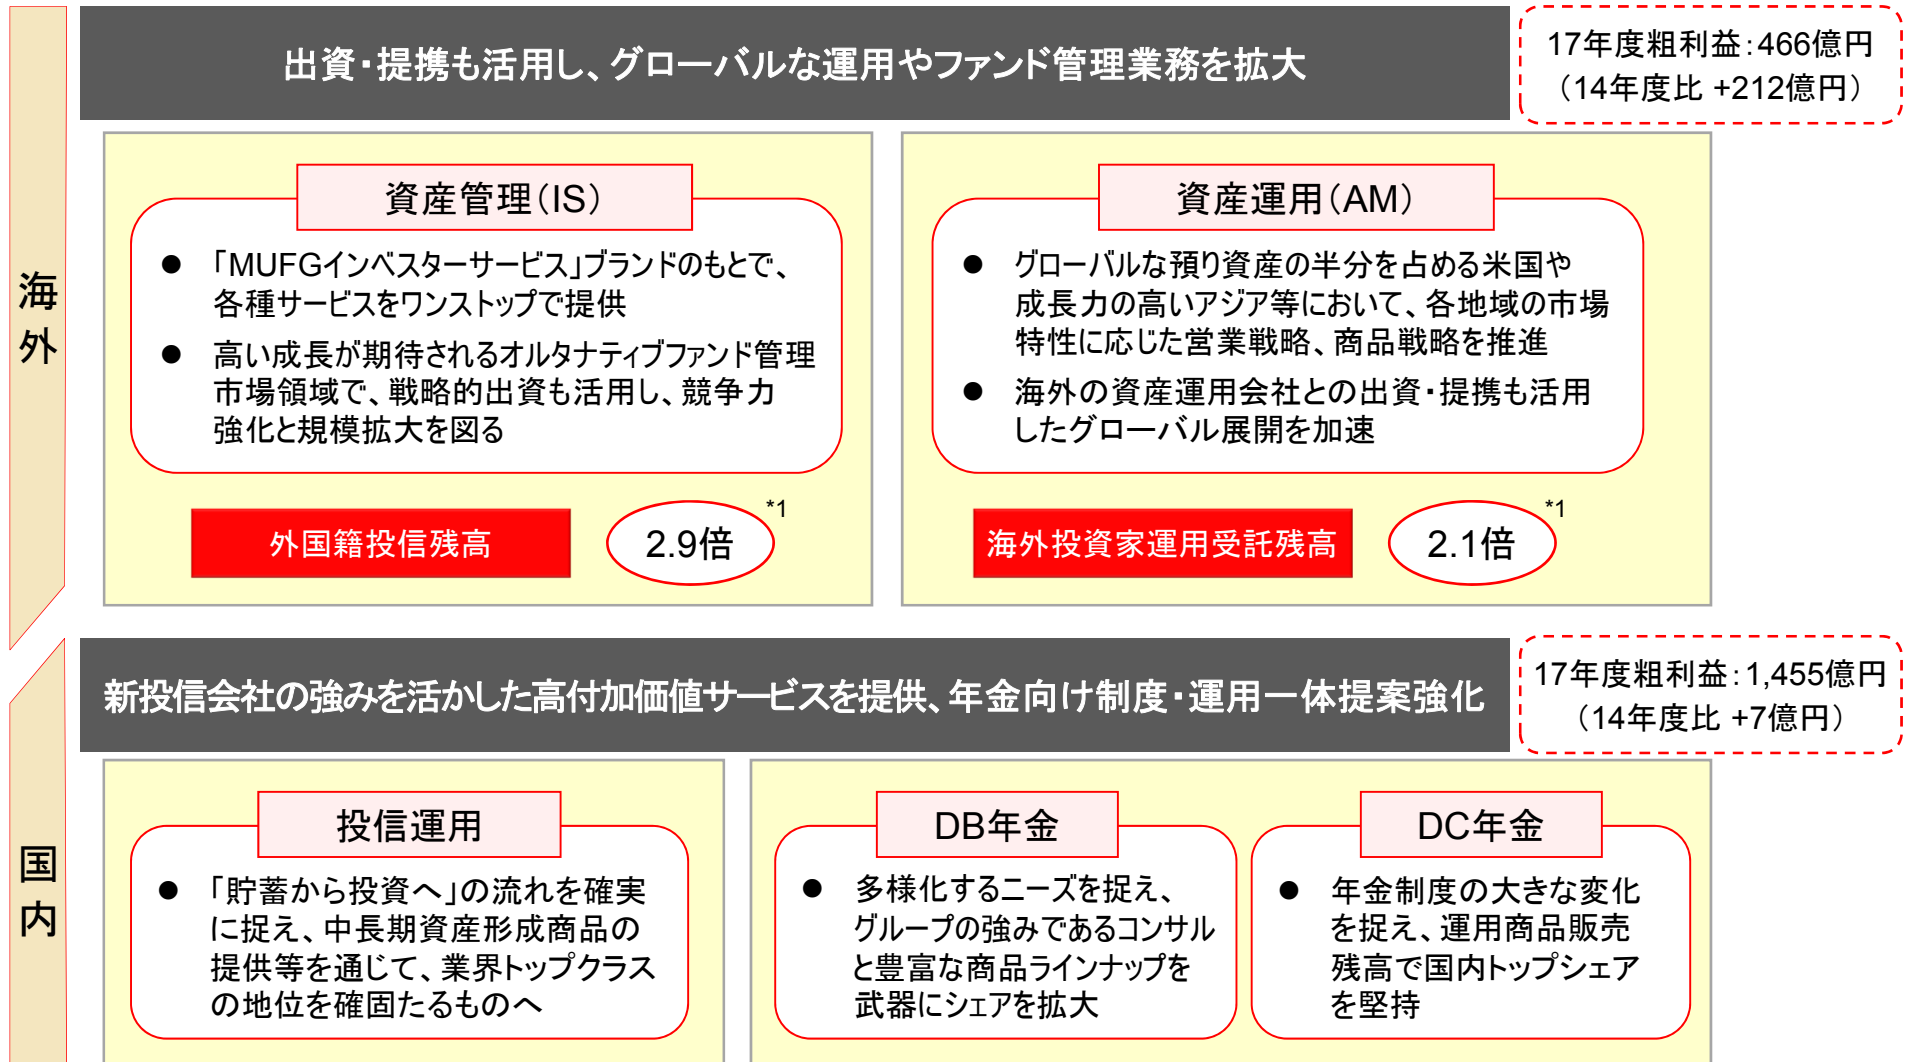 海外
出資・提携も活用し、グローバルな運用やファンド管理業務を拡大
17年度粗利益：466億円
（14年度比 +212億円）
資産管理（IS）
● 「MUFGインベスターサービス」ブランドのもとで、
各種サービスをワンストップで提供
● 高い成長が期待されるオルタナティブファンド管理
市場領域で、戦略的出資も活用し、競争力
強化と規模拡大を図る
外国籍投信残高
2.9倍
*1
資産運用（AM）
● グローバルな預り資産の半分を占める米国や
成長力の高いアジア等において、各地域の市場
特性に応じた営業戦略、商品戦略を推進
● 海外の資産運用会社との出資・提携も活用
したグローバル展開を加速
海外投資家運用受託残高
2.1倍
*1
国内
新投信会社の強みを活かした高付加価値サービスを提供、年金向け制度・運用一体提案強化
17年度粗利益：1,455億円
（14年度比 +7億円）
投信運用
● 「貯蓄から投資へ」の流れを確実
に捉え、中長期資産形成商品の
提供等を通じて、業界トップクラス
の地位を確固たるものへ
DB年金
● 多様化するニーズを捉え、
グループの強みであるコンサル
と豊富な商品ラインナップを
武器にシェアを拡大
DC年金
● 年金制度の大きな変化
を捉え、運用商品販売
残高で国内トップシェア
を堅持